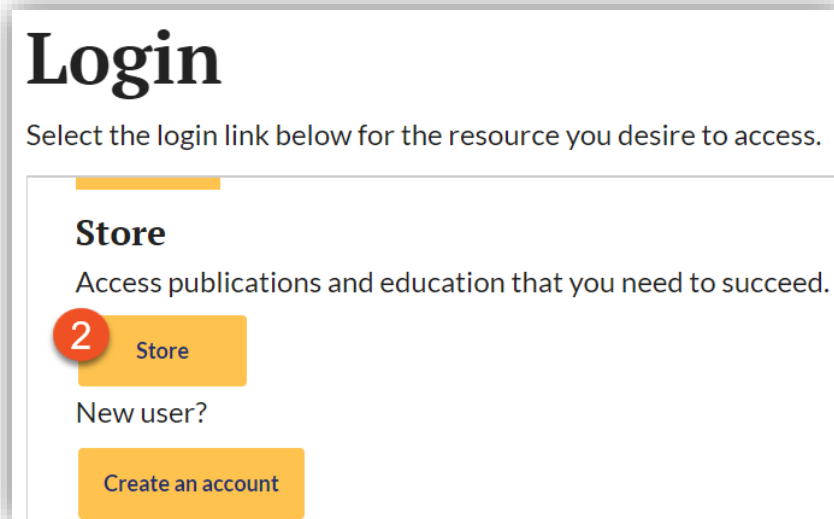 Login
Select the login link below for the resource you desire to access.
Store
Access publications and education that you need to succeed.
2
Store
New user?
Create an account